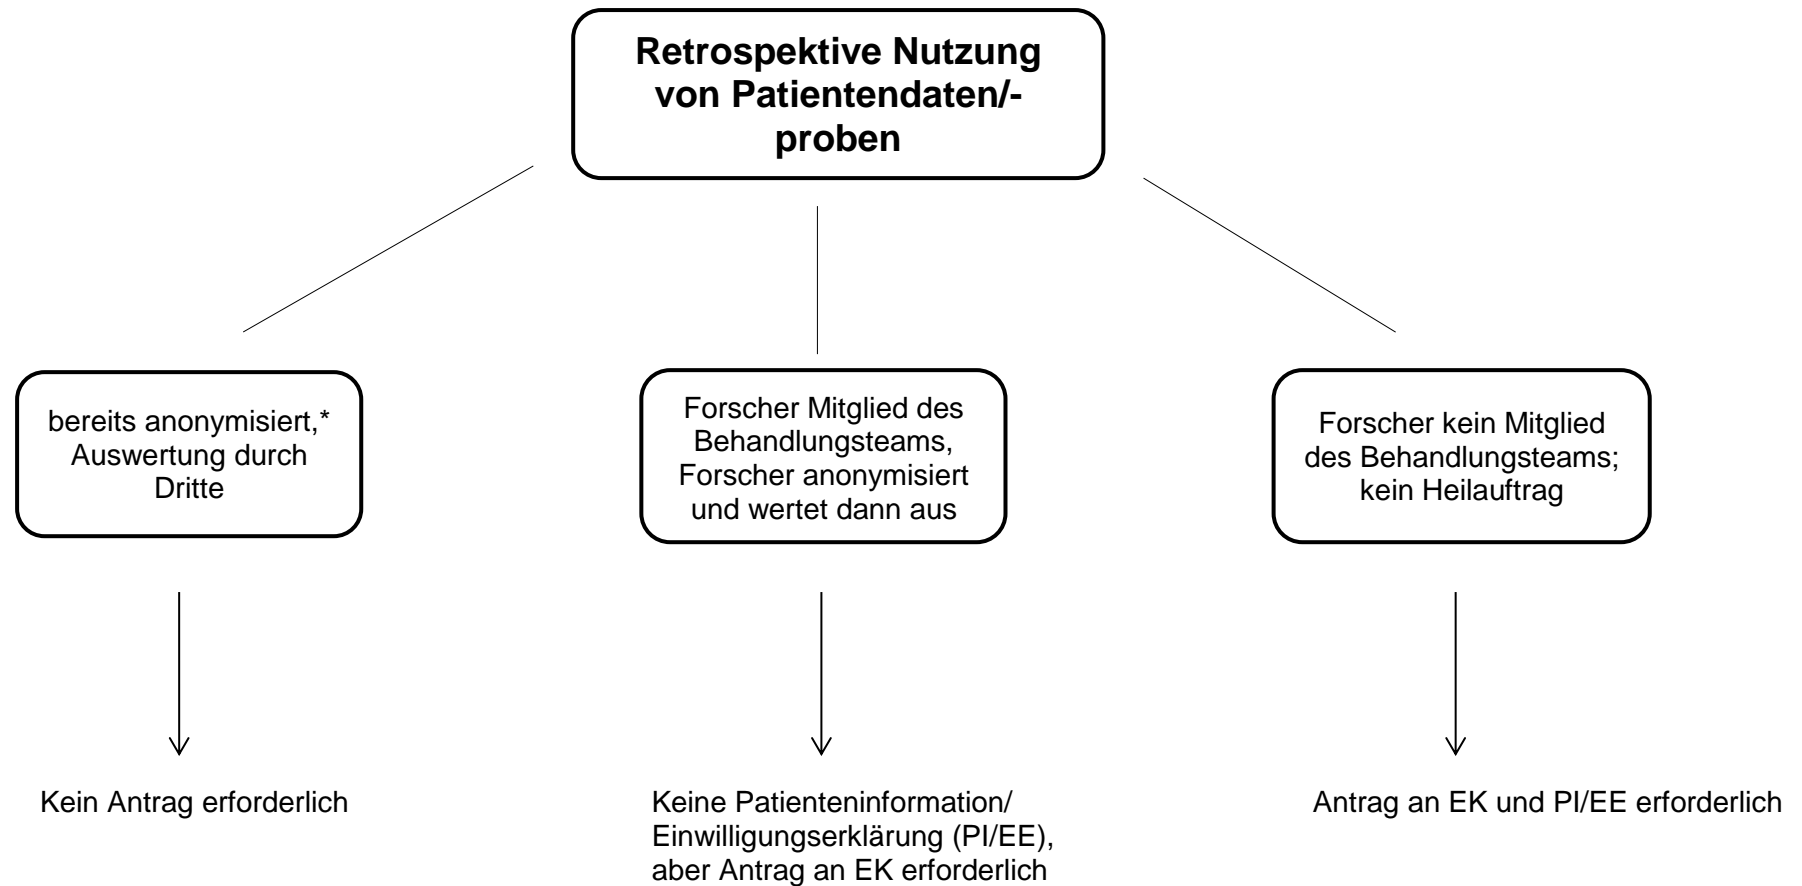 Retrospektive Nutzung
von Patientendaten/-
proben
bereits anonymisiert,*
Auswertung durch
Dritte
Forscher Mitglied des
Behandlungsteams,
Forscher anonymisiert
und wertet dann aus
Forscher kein Mitglied
des Behandlungsteams;
kein Heilauftrag
Kein Antrag erforderlich
Keine Patienteninformation/
Einwilligungserklärung (PI/EE),
aber Antrag an EK erforderlich
Antrag an EK und PI/EE erforderlich